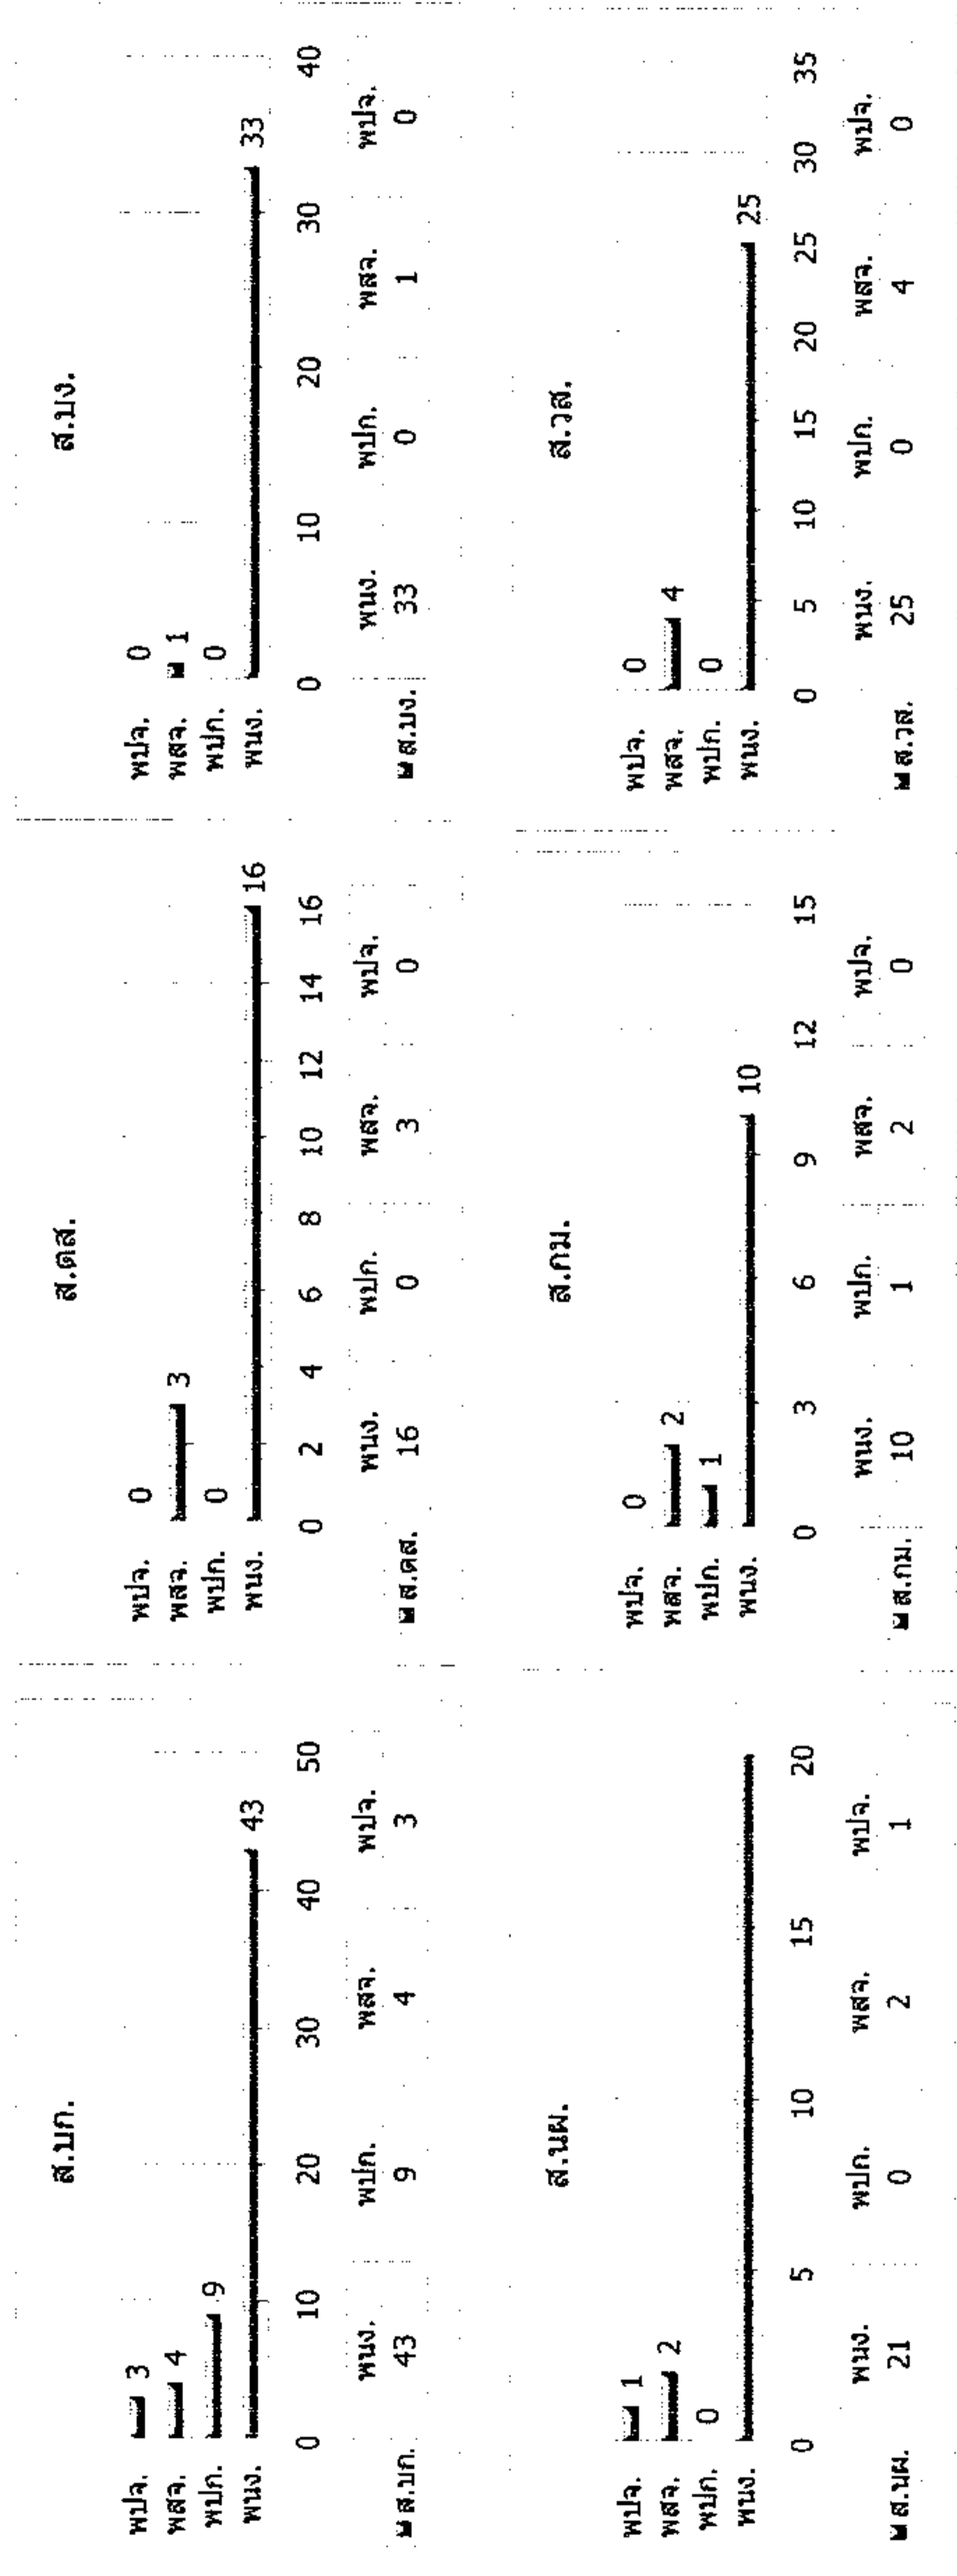 ส.บก.
พปจ. 3
พสจ. 4
พปก. 9
พนง. 43
0 10 20 30 40 50
พนง. พปก. พสจ. พปจ.
ส.บก. 43 9 4 3
ส.ตส.
พปจ. 0
พสจ. 3
พปก. 0
พนง. 16
0 2 4 6 8 10 12 14 16
พนง. พปก. พสจ. พปจ.
ส.ตส. 16 0 3 0
ส.บง.
พปจ. 0
พสจ. 1
พปก. 0
พนง. 33
0 10 20 30 40
พนง. พปก. พสจ. พปจ.
ส.บง. 33 0 1 0
ส.นผ.
พปจ. 1
พสจ. 2
พปก. 0
พนง.
0 5 10 15 20
พนง. พปก. พสจ. พปจ.
ส.นผ. 21 0 2 1
ส.กม.
พปจ. 0
พสจ. 2
พปก. 1
พนง. 10
0 3 6 9 12 15
พนง. พปก. พสจ. พปจ.
ส.กม. 10 1 2 0
ส.วส.
พปจ. 0
พสจ. 4
พปก. 0
พนง. 25
0 5 10 15 20 25 30 35
พนง. พปก. พสจ. พปจ.
ส.วส. 25 0 4 0